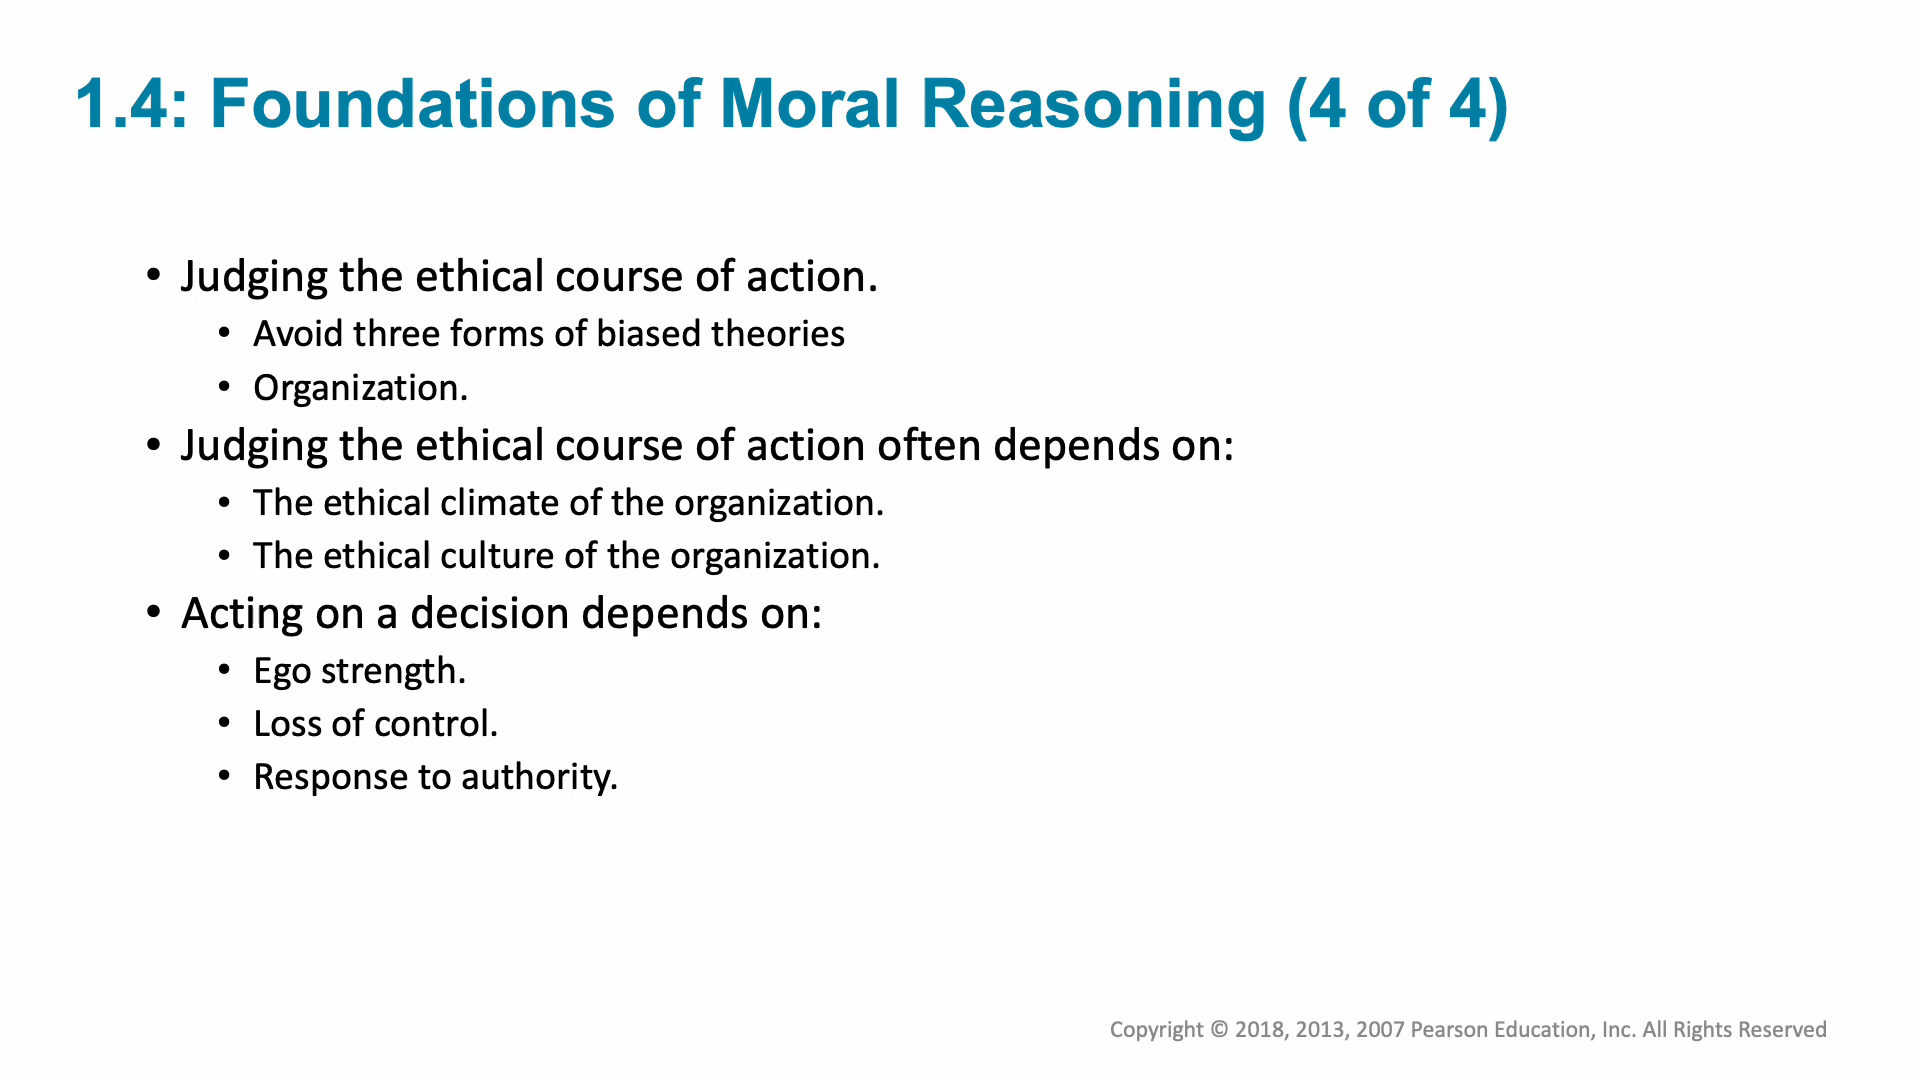 1.4: Foundations of Moral Reasoning (4 of 4)
• Judging the ethical course of action.
• Avoid three forms of biased theories
• Organization.
• Judging the ethical course of action often depends on:
• The ethical climate of the organization.
• The ethical culture of the organization.
• Acting on a decision depends on:
• Ego strength.
• Loss of control.
• Response to authority.
Copyright © 2018, 2013, 2007 Pearson Education, Inc. All Rights Reserved